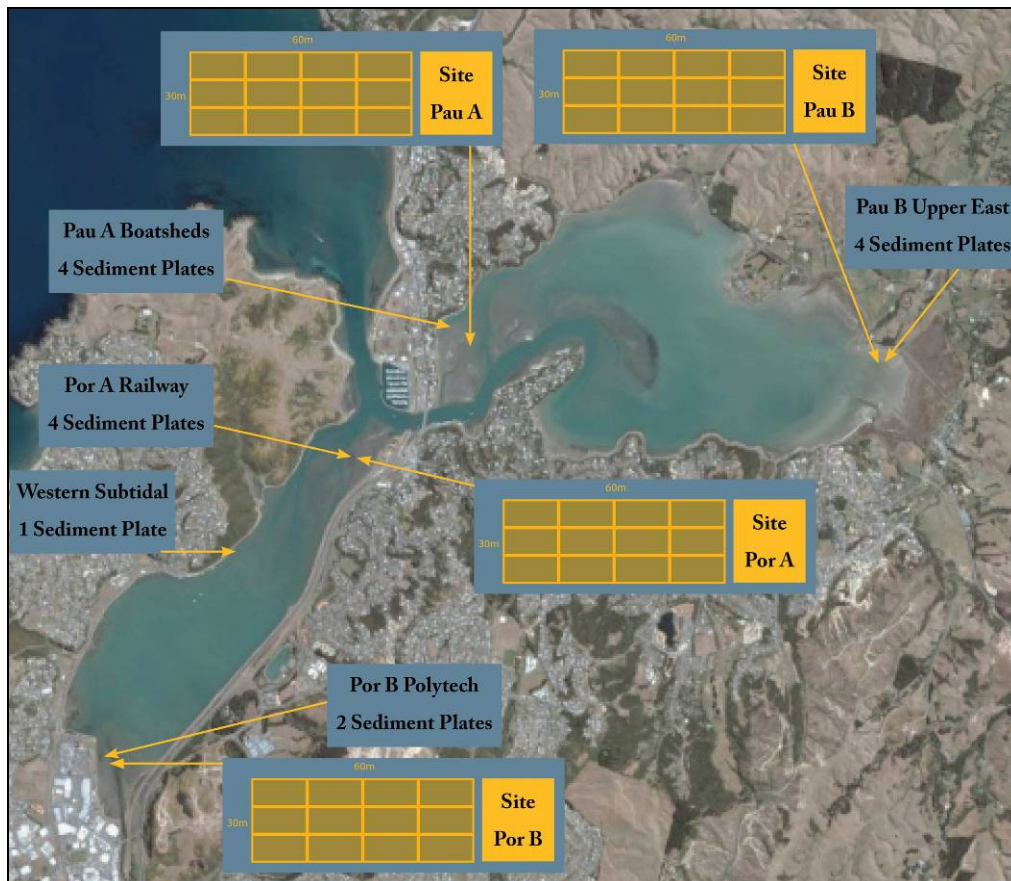 60m
30m
Site
Pau A
60m
30m
Site
Pau B
Pau A Boatsheds
4 Sediment Plates
Pau B Upper East
4 Sediment Plates
Por A Railway
4 Sediment Plates
Western Subtidal
1 Sediment Plate
60m
30m
Site
Por A
Por B Polytech
2 Sediment Plates
60m
30m
Site
Por B